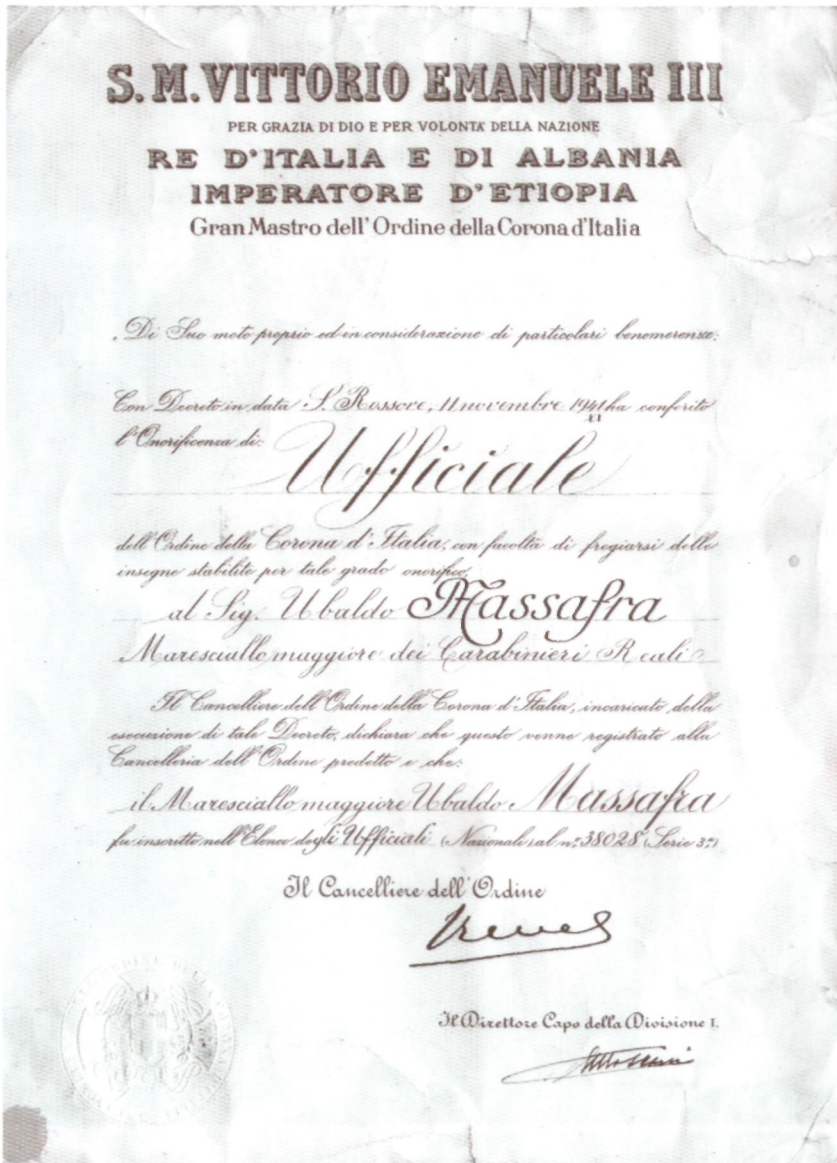 S. M. VITTORIO EMANUELE III
PER GRAZIA DI DIO E PER VOLONTÀ DELLA NAZIONE
RE D'ITALIA E DI ALBANIA
IMPERATORE D'ETIOPIA
Gran Mastro dell'Ordine della Corona d'Italia
Di Suo moto proprio ed in considerazione di particolari benemerenze:
Con Decreto in data S. Rossore, 11 novembre 1941 ha conferito
l'Onorificenza di:
Ufficiale
dell'Ordine della Corona d'Italia, con facoltà di fregiarsi delle
insegne stabilite per tale grado onorifico,
al Sig. Ubaldo Massafra
Maresciallo maggiore dei Carabinieri Reali
Il Cancelliere dell'Ordine della Corona d'Italia, incaricato della
esecuzione di tale Decreto, dichiara che questo venne registrato alla
Cancelleria dell'Ordine predetto e che:
il Maresciallo maggiore Ubaldo Massafra
fu inscritto nell'Elenco degli Ufficiali (Nazionali) al n.° 38028 (Serie 3ª)
Il Cancelliere dell'Ordine
Il Direttore Capo della Divisione I.